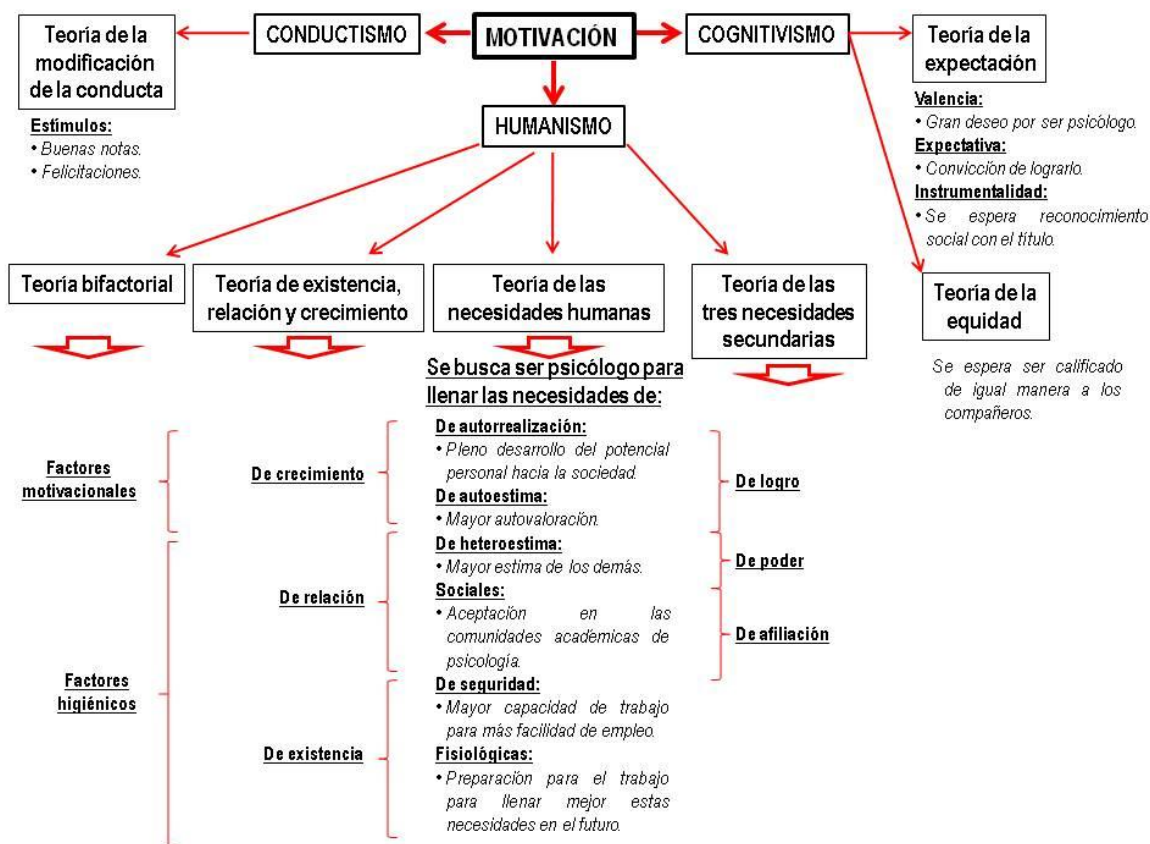 CONDUCTISMO
MOTIVACIÓN
COGNITIVISMO
Teoría de la
modificación
de la conducta
Teoría de la
expectación
Estímulos:
• Buenas notas.
• Felicitaciones.
HUMANISMO
Valencia:
• Gran deseo por ser psicólogo.
Expectativa:
• Convicción de lograrlo.
Instrumentalidad:
• Se espera reconocimiento
social con el título.
Teoría bifactorial
Teoría de existencia,
relación y crecimiento
Teoría de las
necesidades humanas
Teoría de las
tres necesidades
secundarias
Teoría de la
equidad
Se espera ser calificado
de igual manera a los
compañeros.
Se busca ser psicólogo para
llenar las necesidades de:
Factores
motivacionales
Factores
higiénicos
De crecimiento
De relación
De existencia
De autorrealización:
• Pleno desarrollo del potencial
personal hacia la sociedad.
De autoestima:
• Mayor autovaloración.
De heteroestima:
• Mayor estima de los demás.
Sociales:
• Aceptación en las
comunidades académicas de
psicología.
De seguridad:
• Mayor capacidad de trabajo
para más facilidad de empleo.
Fisiológicas:
• Preparación para el trabajo
para llenar mejor estas
necesidades en el futuro.
De logro
De poder
De afiliación